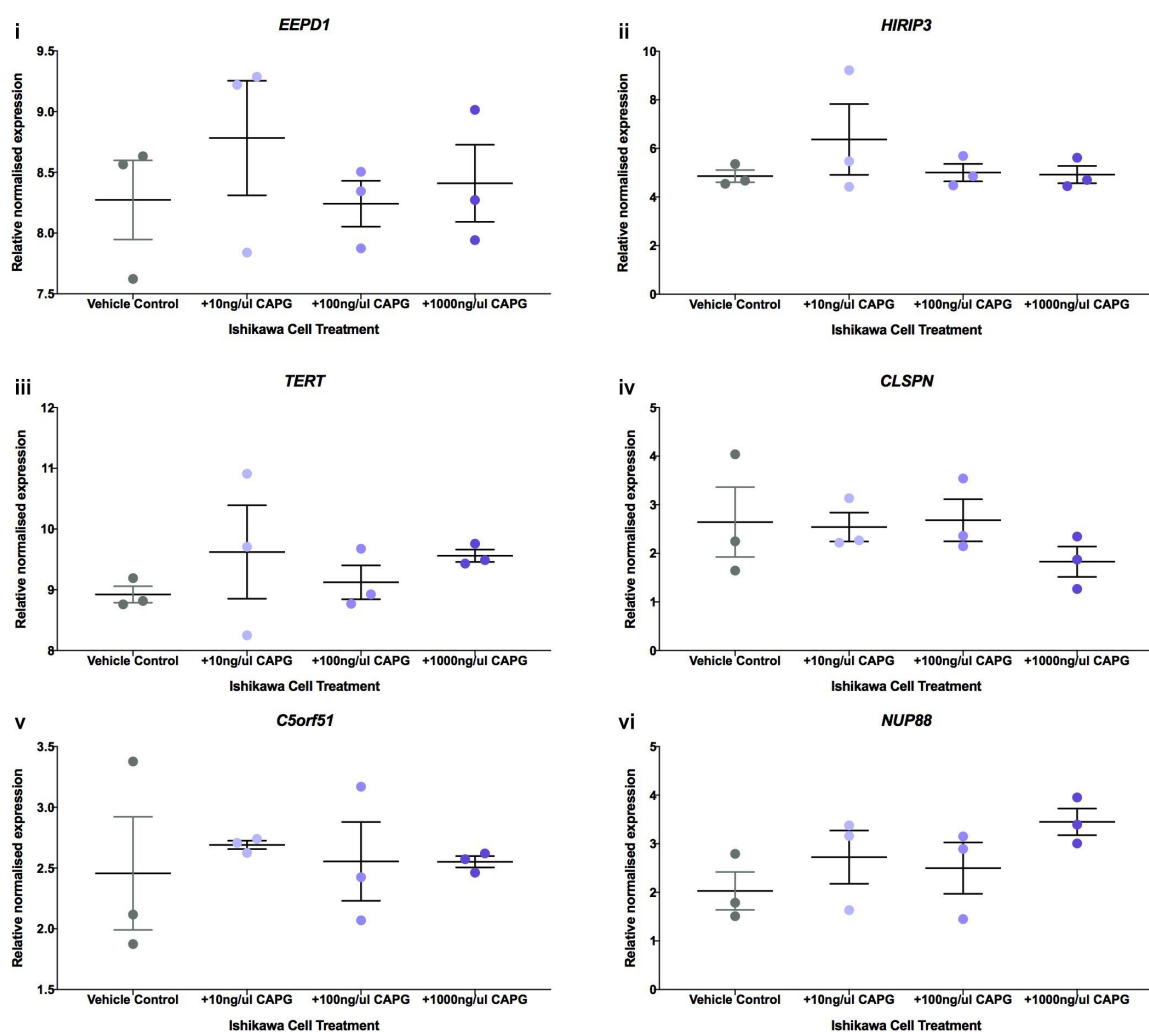 i
EEPD1
Relative normalised expression
9.5
9.0
8.5
8.0
7.5
Vehicle Control +10ng/ul CAPG +100ng/ul CAPG +1000ng/ul CAPG
Ishikawa Cell Treatment
ii
HIRIP3
Relative normalised expression
10
8
6
4
2
0
Vehicle Control +10ng/ul CAPG +100ng/ul CAPG +1000ng/ul CAPG
Ishikawa Cell Treatment
iii
TERT
Relative normalised expression
12
11
10
9
8
Vehicle Control +10ng/ul CAPG +100ng/ul CAPG +1000ng/ul CAPG
Ishikawa Cell Treatment
iv
CLSPN
Relative normalised expression
5
4
3
2
1
0
Vehicle Control +10ng/ul CAPG +100ng/ul CAPG +1000ng/ul CAPG
Ishikawa Cell Treatment
v
C5orf51
Relative normalised expression
3.5
3.0
2.5
2.0
1.5
Vehicle Control +10ng/ul CAPG +100ng/ul CAPG +1000ng/ul CAPG
Ishikawa Cell Treatment
vi
NUP88
Relative normalised expression
5
4
3
2
1
0
Vehicle Control +10ng/ul CAPG +100ng/ul CAPG +1000ng/ul CAPG
Ishikawa Cell Treatment